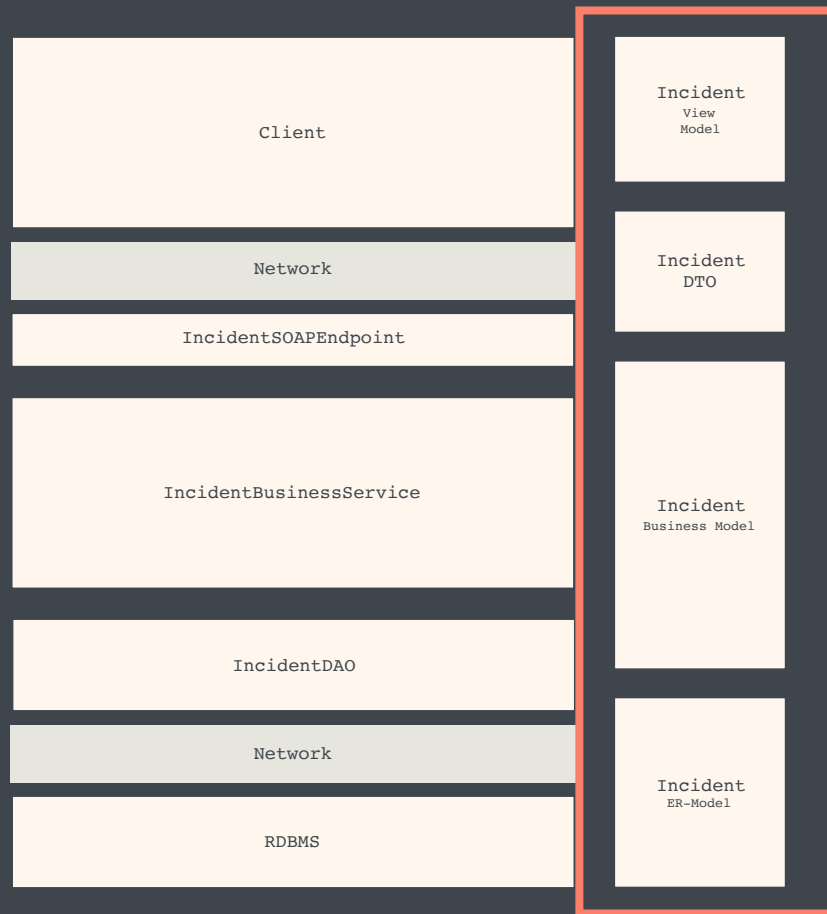 Client
Network
IncidentSOAPEndpoint
IncidentBusinessService
IncidentDAO
Network
RDBMS
Incident
View
Model
Incident
DTO
Incident
Business Model
Incident
ER-Model